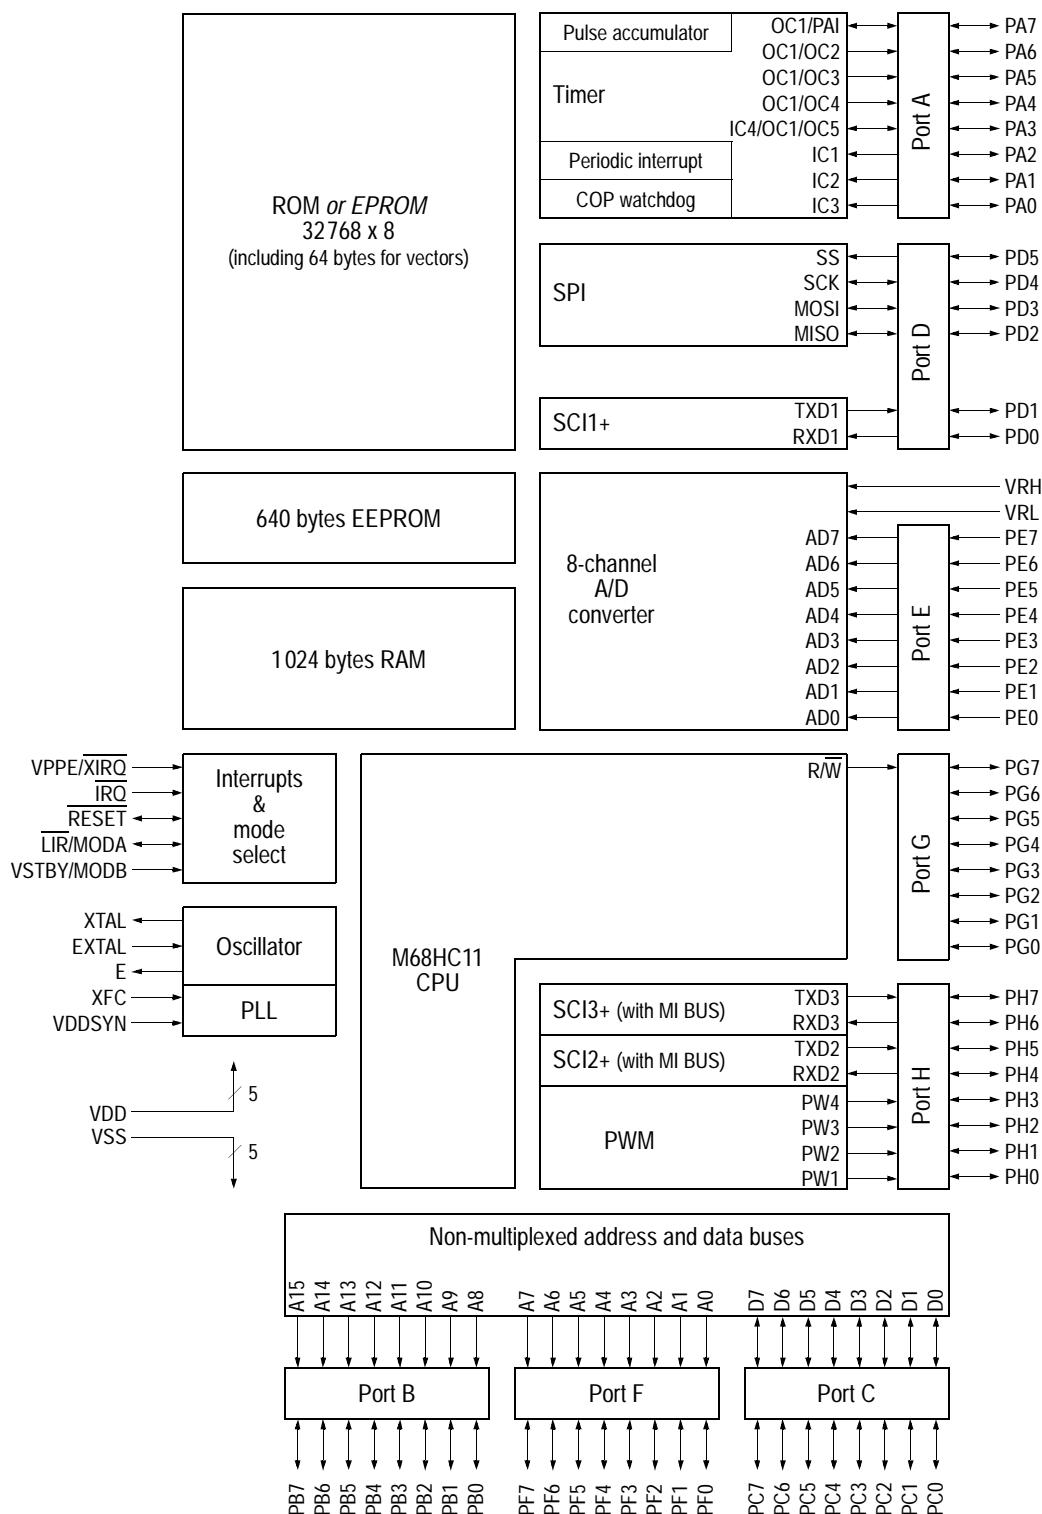 ROM or EPROM
32768 x 8
(including 64 bytes for vectors)
Pulse accumulator
Timer
Periodic interrupt
COP watchdog
OC1/PAI
OC1/OC2
OC1/OC3
OC1/OC4
IC4/OC1/OC5
IC1
IC2
IC3
Port A
PA7
PA6
PA5
PA4
PA3
PA2
PA1
PA0
SPI
SS
SCK
MOSI
MISO
SCI1+
TXD1
RXD1
Port D
PD5
PD4
PD3
PD2
PD1
PD0
640 bytes EEPROM
1024 bytes RAM
8-channel
A/D
converter
AD7
AD6
AD5
AD4
AD3
AD2
AD1
AD0
Port E
VRH
VRL
PE7
PE6
PE5
PE4
PE3
PE2
PE1
PE0
VPPE/XIRQ
IRQ
RESET
LIR/MODA
VSTBY/MODB
Interrupts
&
mode
select
XTAL
EXTAL
E
XFC
VDDSYN
Oscillator
PLL
VDD
VSS
5
5
M68HC11
CPU
R/W
Port G
PG7
PG6
PG5
PG4
PG3
PG2
PG1
PG0
SCI3+ (with MI BUS)
TXD3
RXD3
SCI2+ (with MI BUS)
TXD2
RXD2
PWM
PW4
PW3
PW2
PW1
Port H
PH7
PH6
PH5
PH4
PH3
PH2
PH1
PH0
Non-multiplexed address and data buses
A15
A14
A13
A12
A11
A10
A9
A8
A7
A6
A5
A4
A3
A2
A1
A0
D7
D6
D5
D4
D3
D2
D1
D0
Port B
Port F
Port C
PB7
PB6
PB5
PB4
PB3
PB2
PB1
PB0
PF7
PF6
PF5
PF4
PF3
PF2
PF1
PF0
PC7
PC6
PC5
PC4
PC3
PC2
PC1
PC0